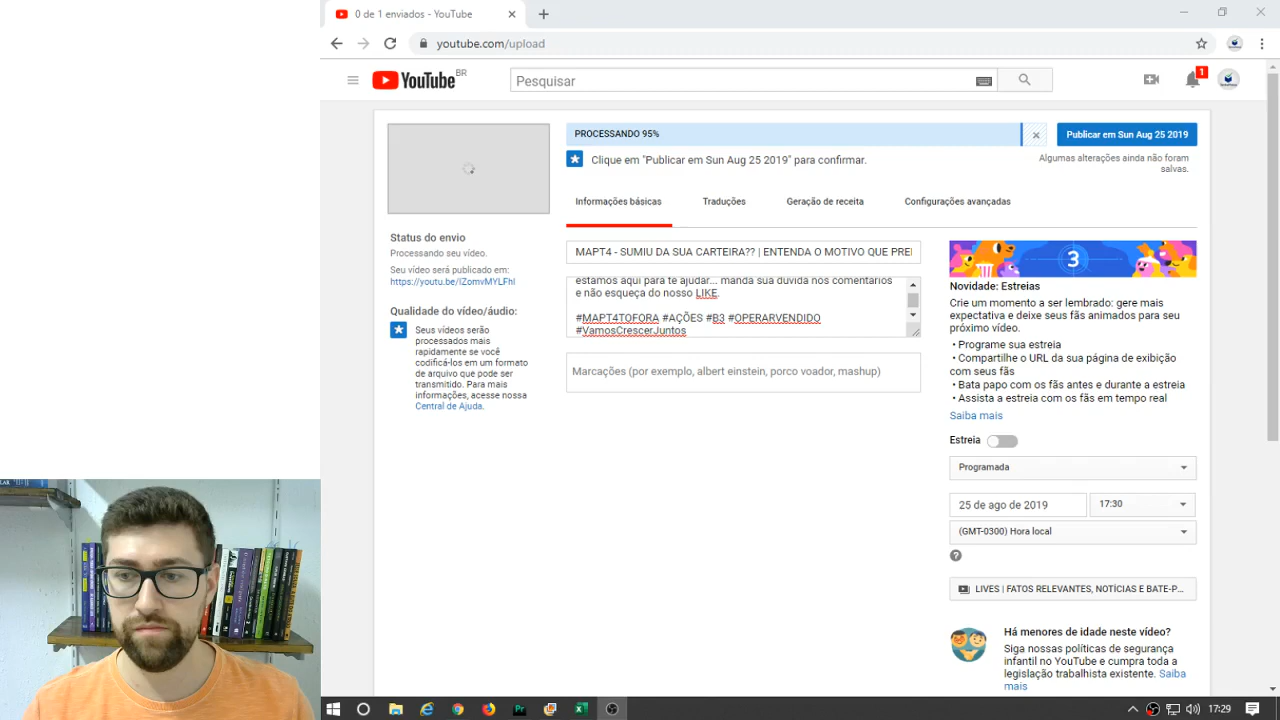 0 de 1 enviados - YouTube
youtube.com/upload
YouTube BR
Pesquisar
1
PROCESSANDO 95%
Publicar em Sun Aug 25 2019
Clique em "Publicar em Sun Aug 25 2019" para confirmar.
Algumas alterações ainda não foram
salvas.
Informações básicas
Traduções
Geração de receita
Configurações avançadas
Status do envio
Processando seu vídeo.
Seu vídeo será publicado em:
https://youtu.be/IZomvMYLFhI
Qualidade do vídeo/áudio:
Seus vídeos serão
processados mais
rapidamente se você
codificá-los em um formato
de arquivo que pode ser
transmitido. Para mais
informações, acesse nossa
Central de Ajuda.
MAPT4 - SUMIU DA SUA CARTEIRA?? | ENTENDA O MOTIVO QUE PREI
estamos aqui para te ajudar... manda sua dúvida nos comentários
e não esqueça do nosso LIKE.
#MAPT4TOFORA #AÇÕES #B3 #OPERARVENDIDO
#VamosCrescerJuntos
Marcações (por exemplo, albert einstein, porco voador, mashup)
3
Novidade: Estreias
Crie um momento a ser lembrado: gere mais
expectativa e deixe seus fãs animados para seu
próximo vídeo.
• Programe sua estreia
• Compartilhe o URL da sua página de exibição
com seus fãs
• Bata papo com os fãs antes e durante a estreia
• Assista a estreia com os fãs em tempo real
Saiba mais
Estreia
Programada
25 de ago de 2019
17:30
(GMT-0300) Hora local
?
LIVES | FATOS RELEVANTES, NOTÍCIAS E BATE-P...
Há menores de idade neste vídeo?
Siga nossas políticas de segurança
infantil no YouTube e cumpra toda a
legislação trabalhista existente. Saiba
mais
Pr
17:29